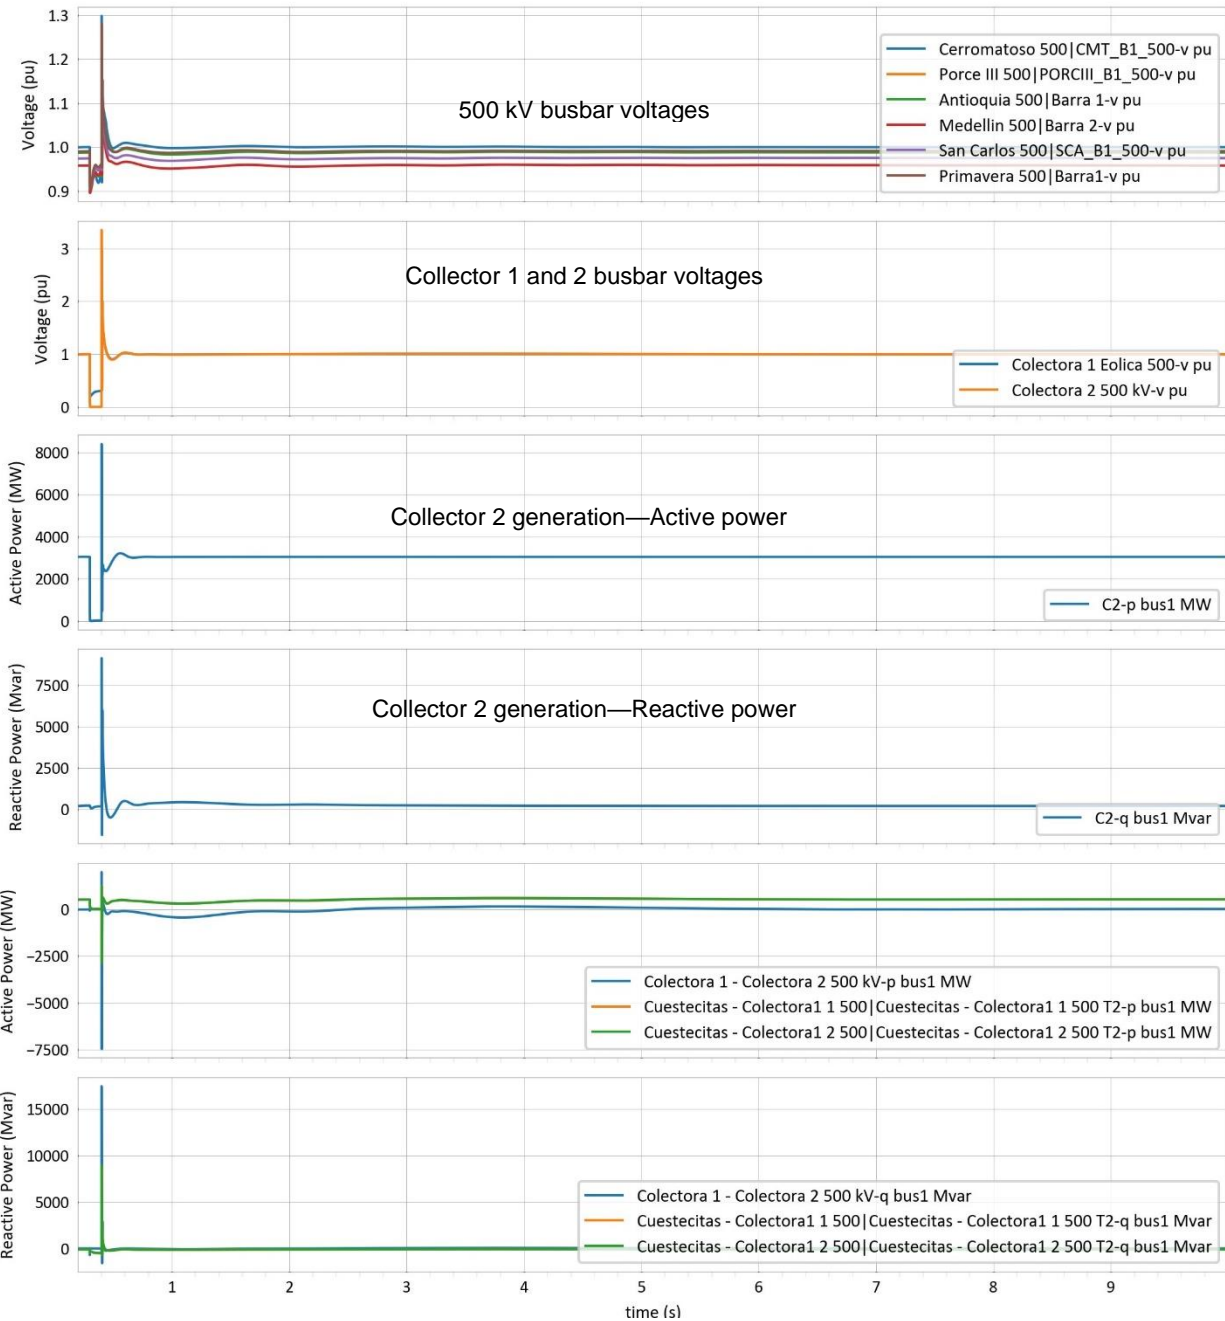 1.3
1.2
1.1
1.0
0.9
Voltage (pu)
500 kV busbar voltages
Cerromatoso 500|CMT_B1_500-v pu
Porce III 500|PORCIII_B1_500-v pu
Antioquia 500|Barra 1-v pu
Medellin 500|Barra 2-v pu
San Carlos 500|SCA_B1_500-v pu
Primavera 500|Barra1-v pu
3
2
1
0
Voltage (pu)
Collector 1 and 2 busbar voltages
Colectora 1 Eolica 500-v pu
Colectora 2 500 kV-v pu
8000
6000
4000
2000
0
Active Power (MW)
Collector 2 generation—Active power
C2-p bus1 MW
7500
5000
2500
0
Reactive Power (Mvar)
Collector 2 generation—Reactive power
C2-q bus1 Mvar
0
−2500
−5000
−7500
Active Power (MW)
Colectora 1 - Colectora 2 500 kV-p bus1 MW
Cuestecitas - Colectora1 1 500|Cuestecitas - Colectora1 1 500 T2-p bus1 MW
Cuestecitas - Colectora1 2 500|Cuestecitas - Colectora1 2 500 T2-p bus1 MW
15000
10000
5000
0
Reactive Power (Mvar)
Colectora 1 - Colectora 2 500 kV-q bus1 Mvar
Cuestecitas - Colectora1 1 500|Cuestecitas - Colectora1 1 500 T2-q bus1 Mvar
Cuestecitas - Colectora1 2 500|Cuestecitas - Colectora1 2 500 T2-q bus1 Mvar
1 2 3 4 5 6 7 8 9
time (s)